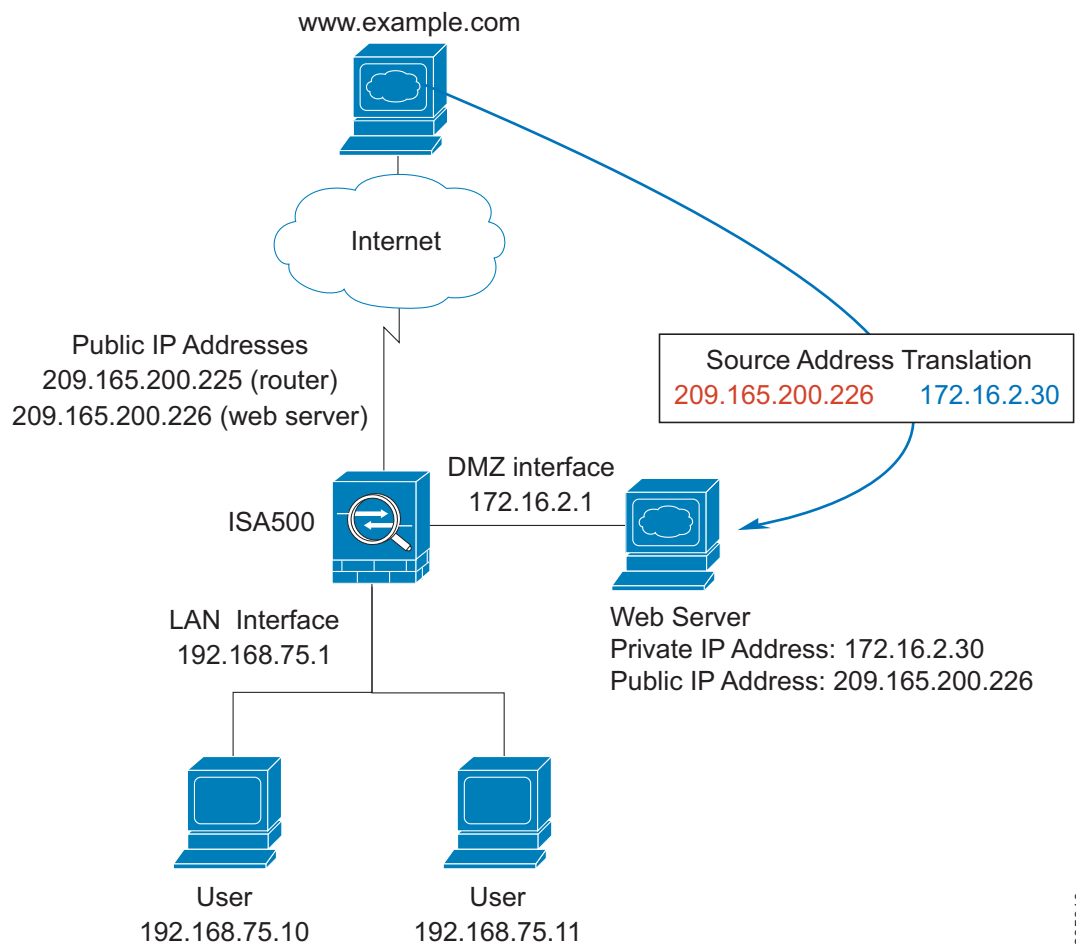 www.example.com
Internet
Public IP Addresses
209.165.200.225 (router)
209.165.200.226 (web server)
Source Address Translation
209.165.200.226 172.16.2.30
DMZ interface
172.16.2.1
ISA500
LAN Interface
192.168.75.1
Web Server
Private IP Address: 172.16.2.30
Public IP Address: 209.165.200.226
User
192.168.75.10
User
192.168.75.11